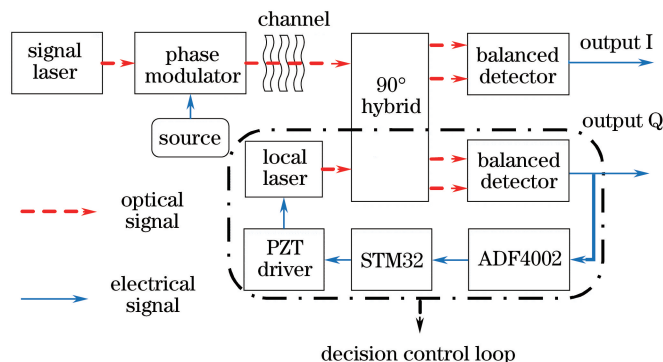 channel
signal
laser
phase
modulator
90°
hybrid
balanced
detector
output I
source
output Q
local
laser
balanced
detector
optical
signal
PZT
driver
STM32
ADF4002
electrical
signal
decision control loop